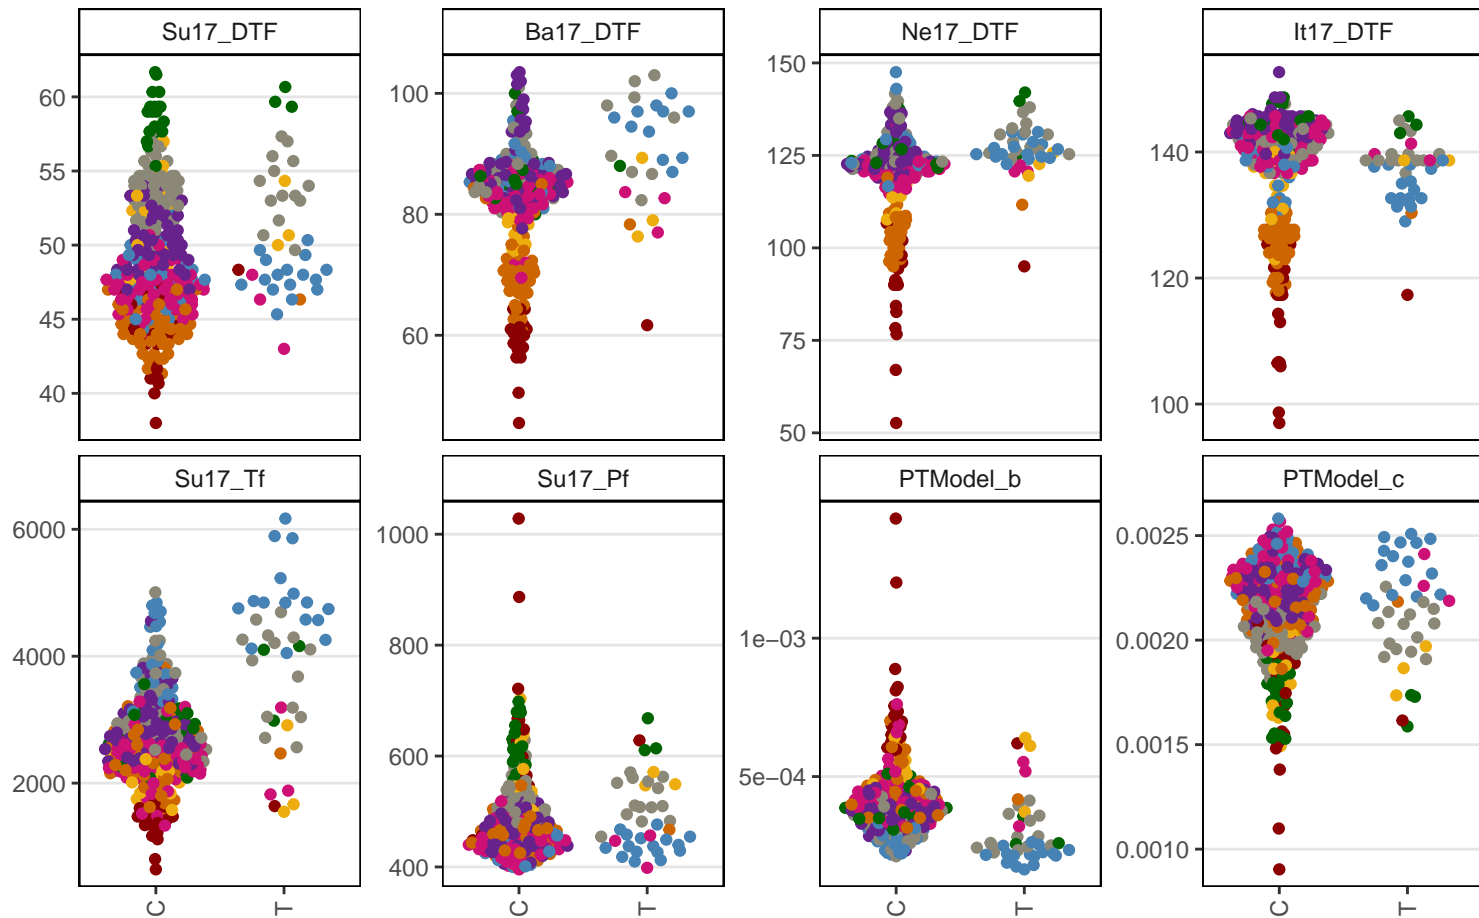 Su17_DTF Ba17_DTF Ne17_DTF It17_DTF
60 100 150 140
55 80 125 120
50 60 100 100
45 75
40 50
Su17_Tf Su17_Pf PTModel_b PTModel_c
6000 1000 1e−03 0.0025
4000 800 5e−04 0.0020
2000 600 0.0015
400 0.0010
C T C T C T C T